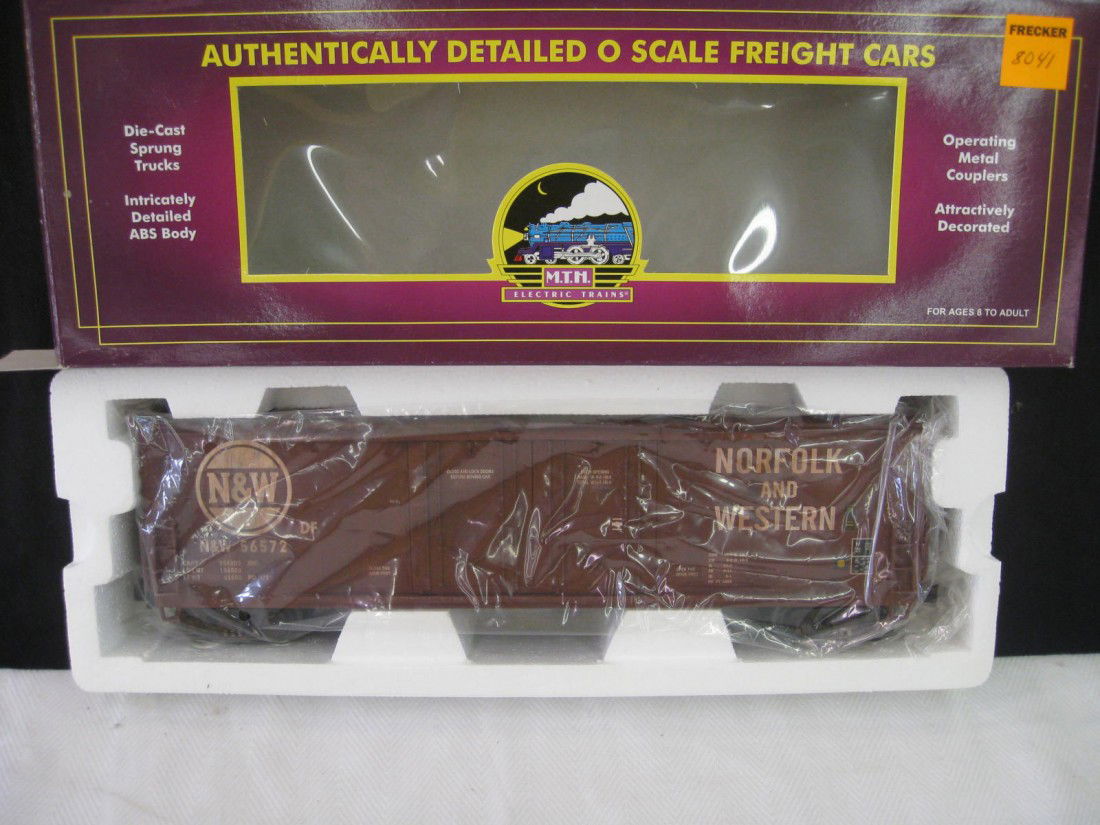 AUTHENTICALLY DETAILED O SCALE FREIGHT CARS
FRECKER
8041
Die-Cast
Sprung
Trucks
Intricately
Detailed
ABS Body
Operating
Metal
Couplers
Attractively
Decorated
M.T.H.
ELECTRIC TRAINS®
FOR AGES 8 TO ADULT
N&W
DF
N&W 56572
NORFOLK
AND
WESTERN